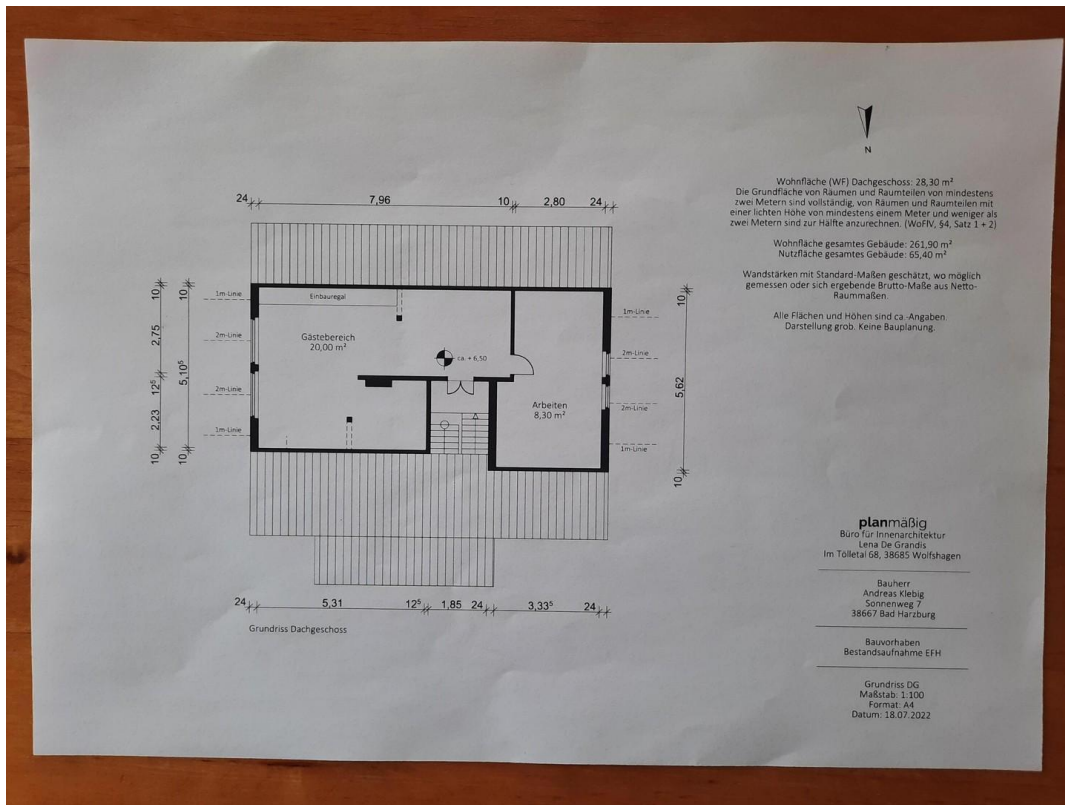 N
Wohnfläche (WF) Dachgeschoss: 28,30 m²
Die Grundfläche von Räumen und Raumteilen von mindestens
zwei Metern sind vollständig, von Räumen und Raumteilen mit
einer lichten Höhe von mindestens einem Meter und weniger als
zwei Metern sind zur Hälfte anzurechnen. (WoFlV, §4, Satz 1 + 2)
Wohnfläche gesamtes Gebäude: 261,90 m²
Nutzfläche gesamtes Gebäude: 65,40 m²
Wandstärken mit Standard-Maßen geschätzt, wo möglich
gemessen oder sich ergebende Brutto-Maße aus Netto-
Raummaßen.
Alle Flächen und Höhen sind ca.-Angaben.
Darstellung grob. Keine Bauplanung.
24 7,96 10 2,80 24
10 2,75 12⁵ 2,23 10
10 5,10⁵ 10
1m-Linie
2m-Linie
2m-Linie
1m-Linie
Einbauregal
Gästebereich
20,00 m²
ca. + 6,50
Arbeiten
8,30 m²
1m-Linie
2m-Linie
2m-Linie
1m-Linie
10 5,62 10
24 5,31 12⁵ 1,85 24 3,33⁵ 24
Grundriss Dachgeschoss
planmäßig
Büro für Innenarchitektur
Lena De Grandis
Im Tölletal 68, 38685 Wolfshagen
Bauherr
Andreas Klebig
Sonnenweg 7
38667 Bad Harzburg
Bauvorhaben
Bestandsaufnahme EFH
Grundriss DG
Maßstab: 1:100
Format: A4
Datum: 18.07.2022